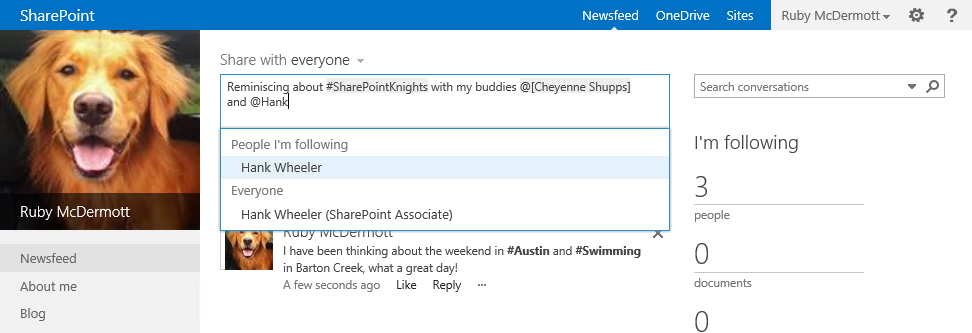 SharePoint
Newsfeed OneDrive Sites Ruby McDermott ?
Ruby McDermott
Newsfeed
About me
Blog
Share with everyone
Reminiscing about #SharePointKnights with my buddies @[Cheyenne Shupps]
and @Hank
People I'm following
Hank Wheeler
Everyone
Hank Wheeler (SharePoint Associate)
Ruby McDermott
I have been thinking about the weekend in #Austin and #Swimming
in Barton Creek, what a great day!
A few seconds ago Like Reply ...
Search conversations
I'm following
3
people
0
documents
0